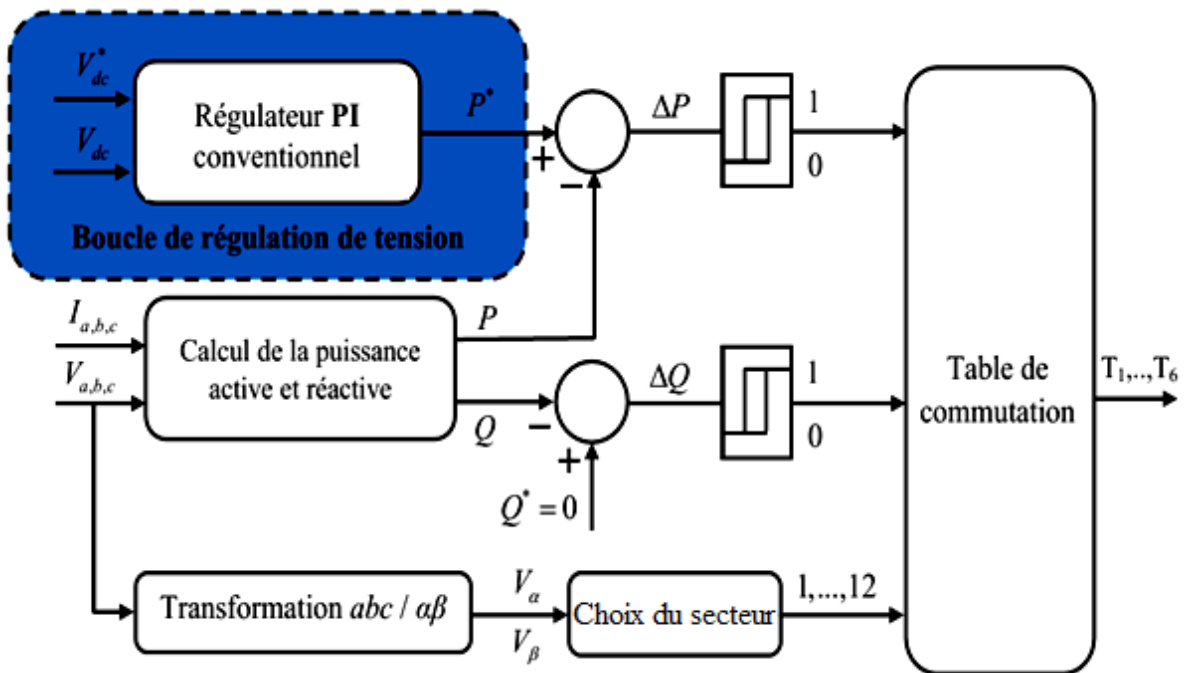 V*dc
Vdc
Régulateur PI
conventionnel
P*
+
−
ΔP
1
0
Boucle de régulation de tension
Ia,b,c
Va,b,c
Calcul de la puissance
active et réactive
P
Q
−
+
ΔQ
1
0
Q* = 0
Table de
commutation
T1,..,T6
Transformation abc / αβ
Vα
Vβ
Choix du secteur
1,...,12